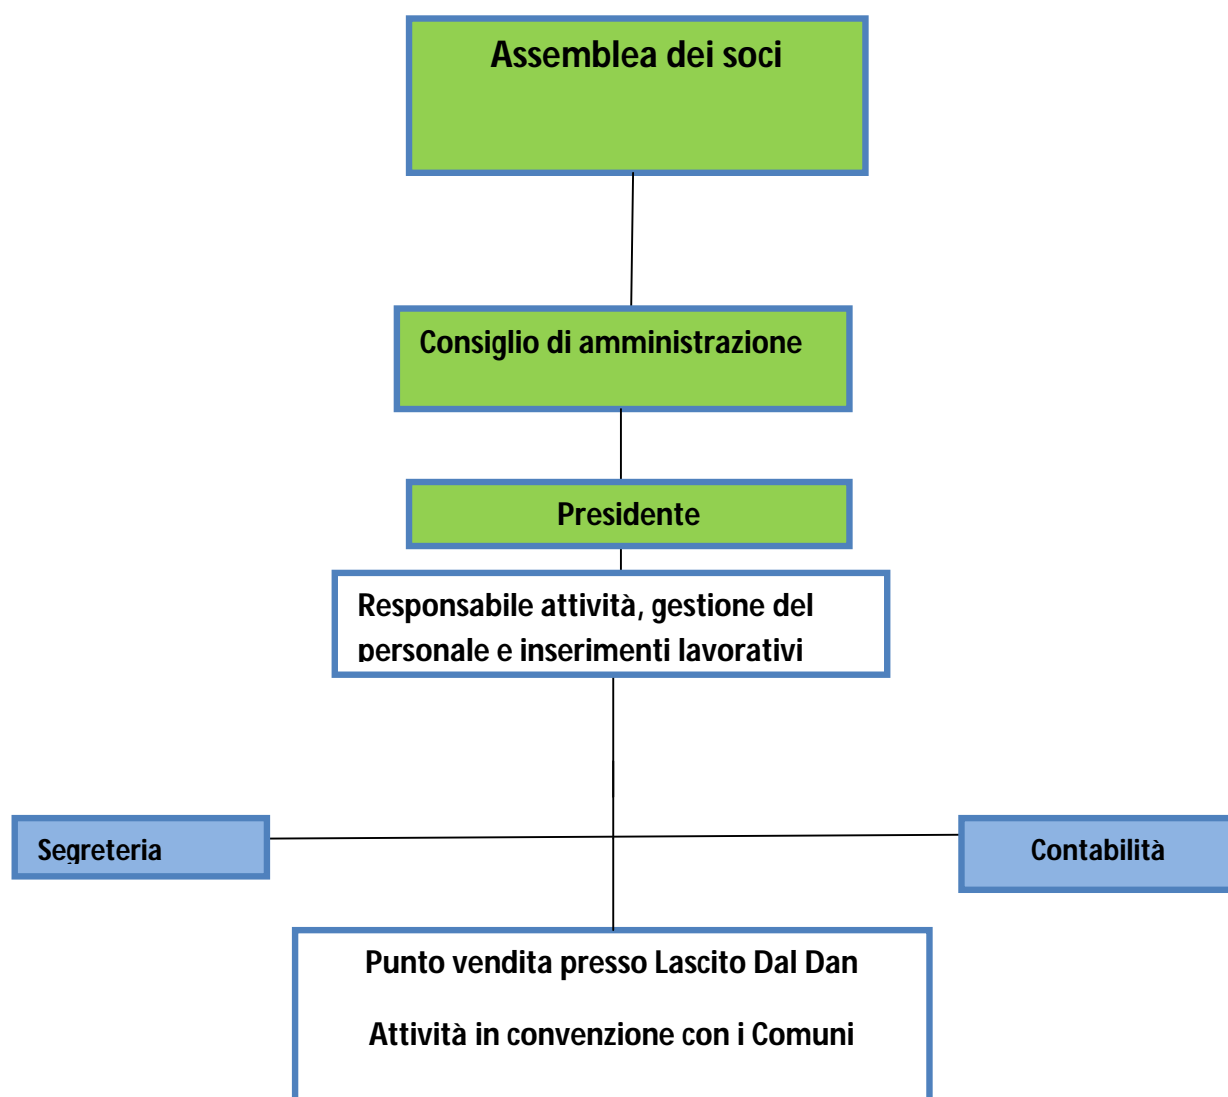 Assemblea dei soci
Consiglio di amministrazione
Presidente
Responsabile attività, gestione del
personale e inserimenti lavorativi
Segreteria
Contabilità
Punto vendita presso Lascito Dal Dan
Attività in convenzione con i Comuni